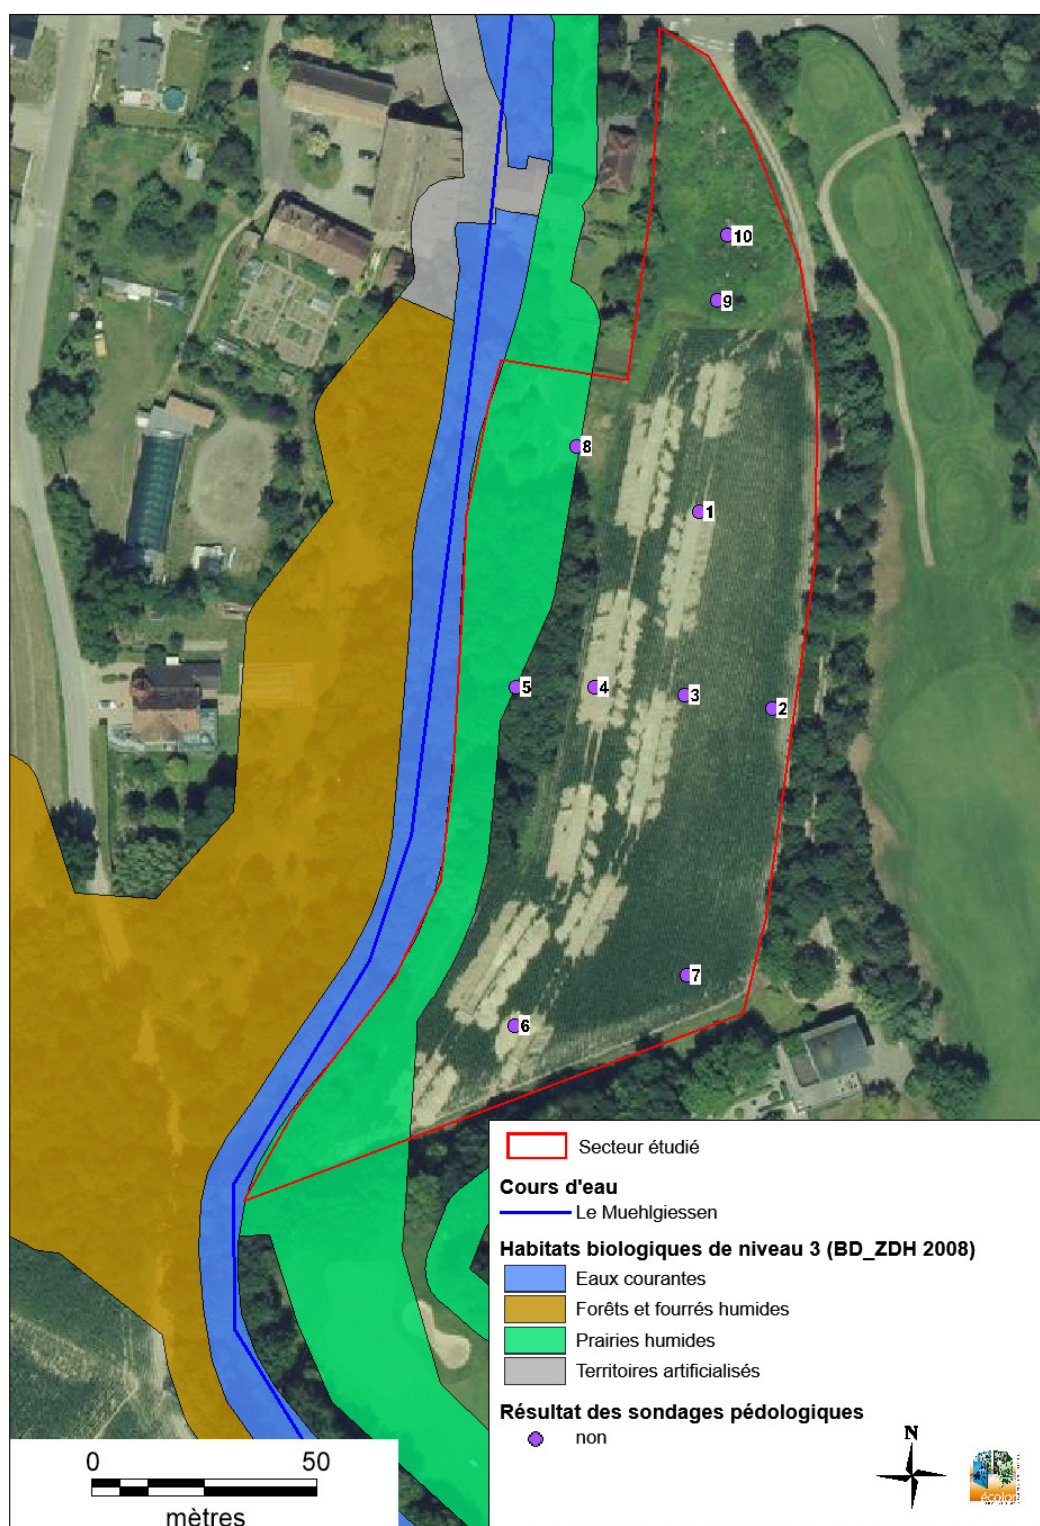 10
9
8
1
5
4
3
2
7
6
Secteur étudié
Cours d'eau
Le Muehlgiessen
Habitats biologiques de niveau 3 (BD_ZDH 2008)
Eaux courantes
Forêts et fourrés humides
Prairies humides
Territoires artificialisés
Résultat des sondages pédologiques
non
N
écolor
0 50
mètres